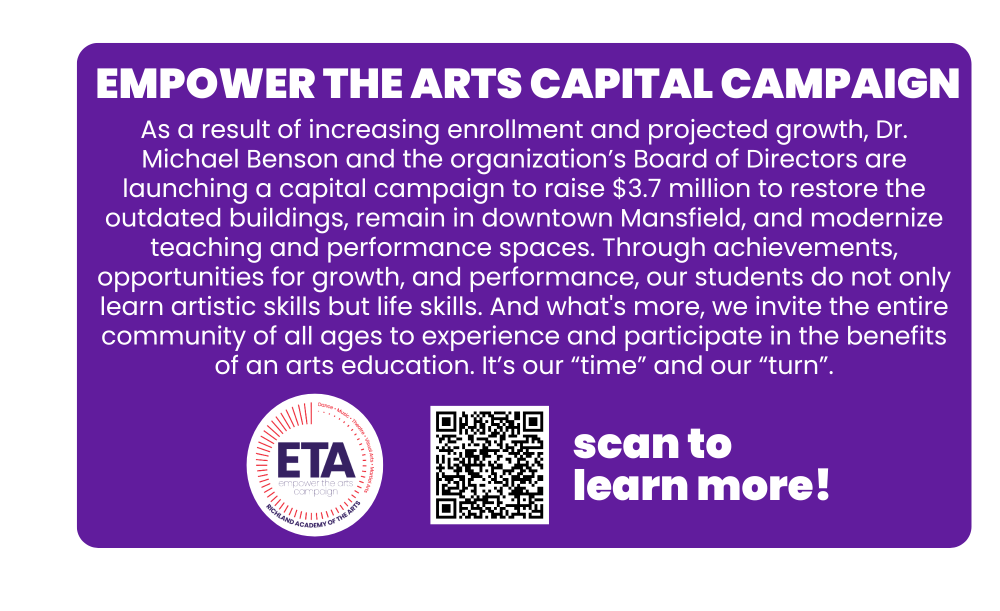 EMPOWER THE ARTS CAPITAL CAMPAIGN
As a result of increasing enrollment and projected growth, Dr.
Michael Benson and the organization’s Board of Directors are
launching a capital campaign to raise $3.7 million to restore the
outdated buildings, remain in downtown Mansfield, and modernize
teaching and performance spaces. Through achievements,
opportunities for growth, and performance, our students do not only
learn artistic skills but life skills. And what's more, we invite the entire
community of all ages to experience and participate in the benefits
of an arts education. It’s our “time” and our “turn”.
Dance • Music • Theatre • Visual Arts • Martial Arts
ETA
empower the arts
campaign
RICHLAND ACADEMY OF THE ARTS
scan to
learn more!